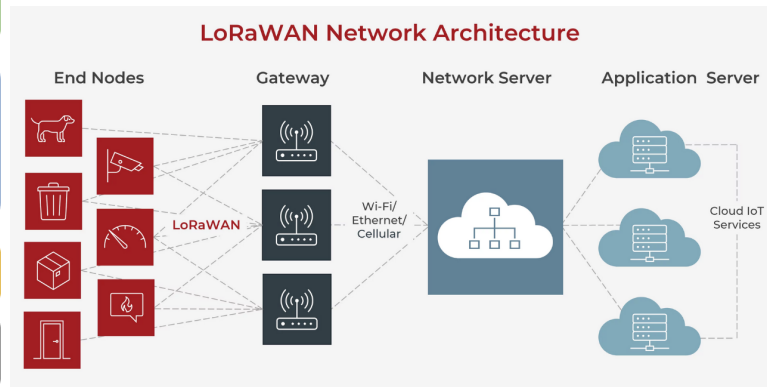 LoRaWAN Network Architecture
End Nodes
Gateway
Network Server
Application Server
LoRaWAN
Wi-Fi/
Ethernet/
Cellular
Cloud IoT
Services